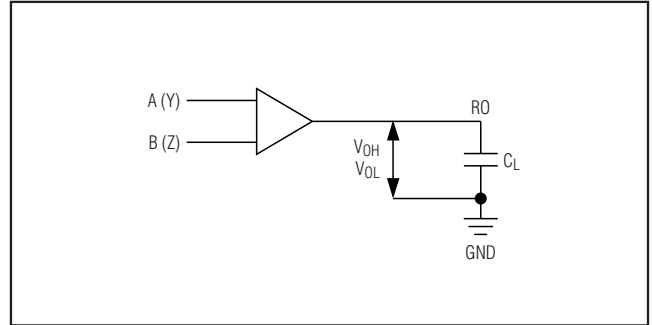 A (Y)
B (Z)
RO
VOH
VOL
CL
GND